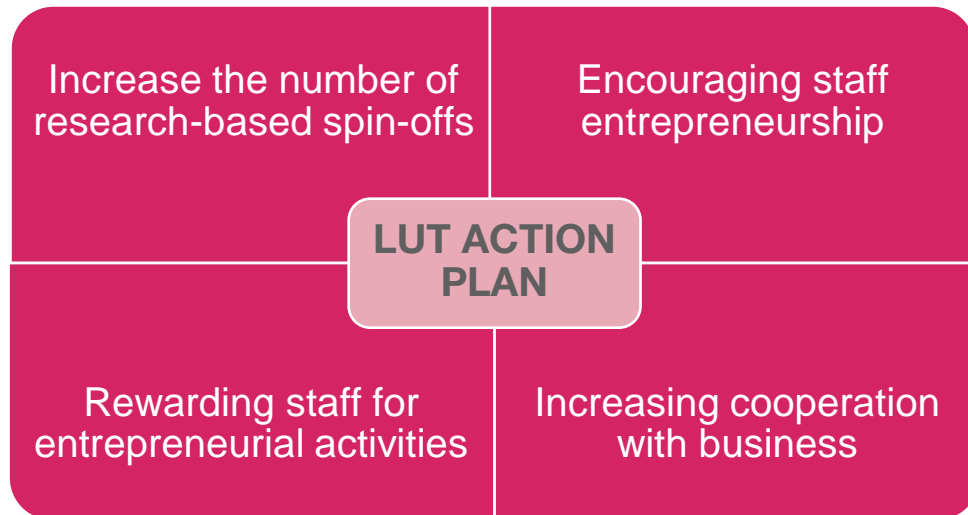 Increase the number of
research-based spin-offs
Encouraging staff
entrepreneurship
LUT ACTION
PLAN
Rewarding staff for
entrepreneurial activities
Increasing cooperation
with business